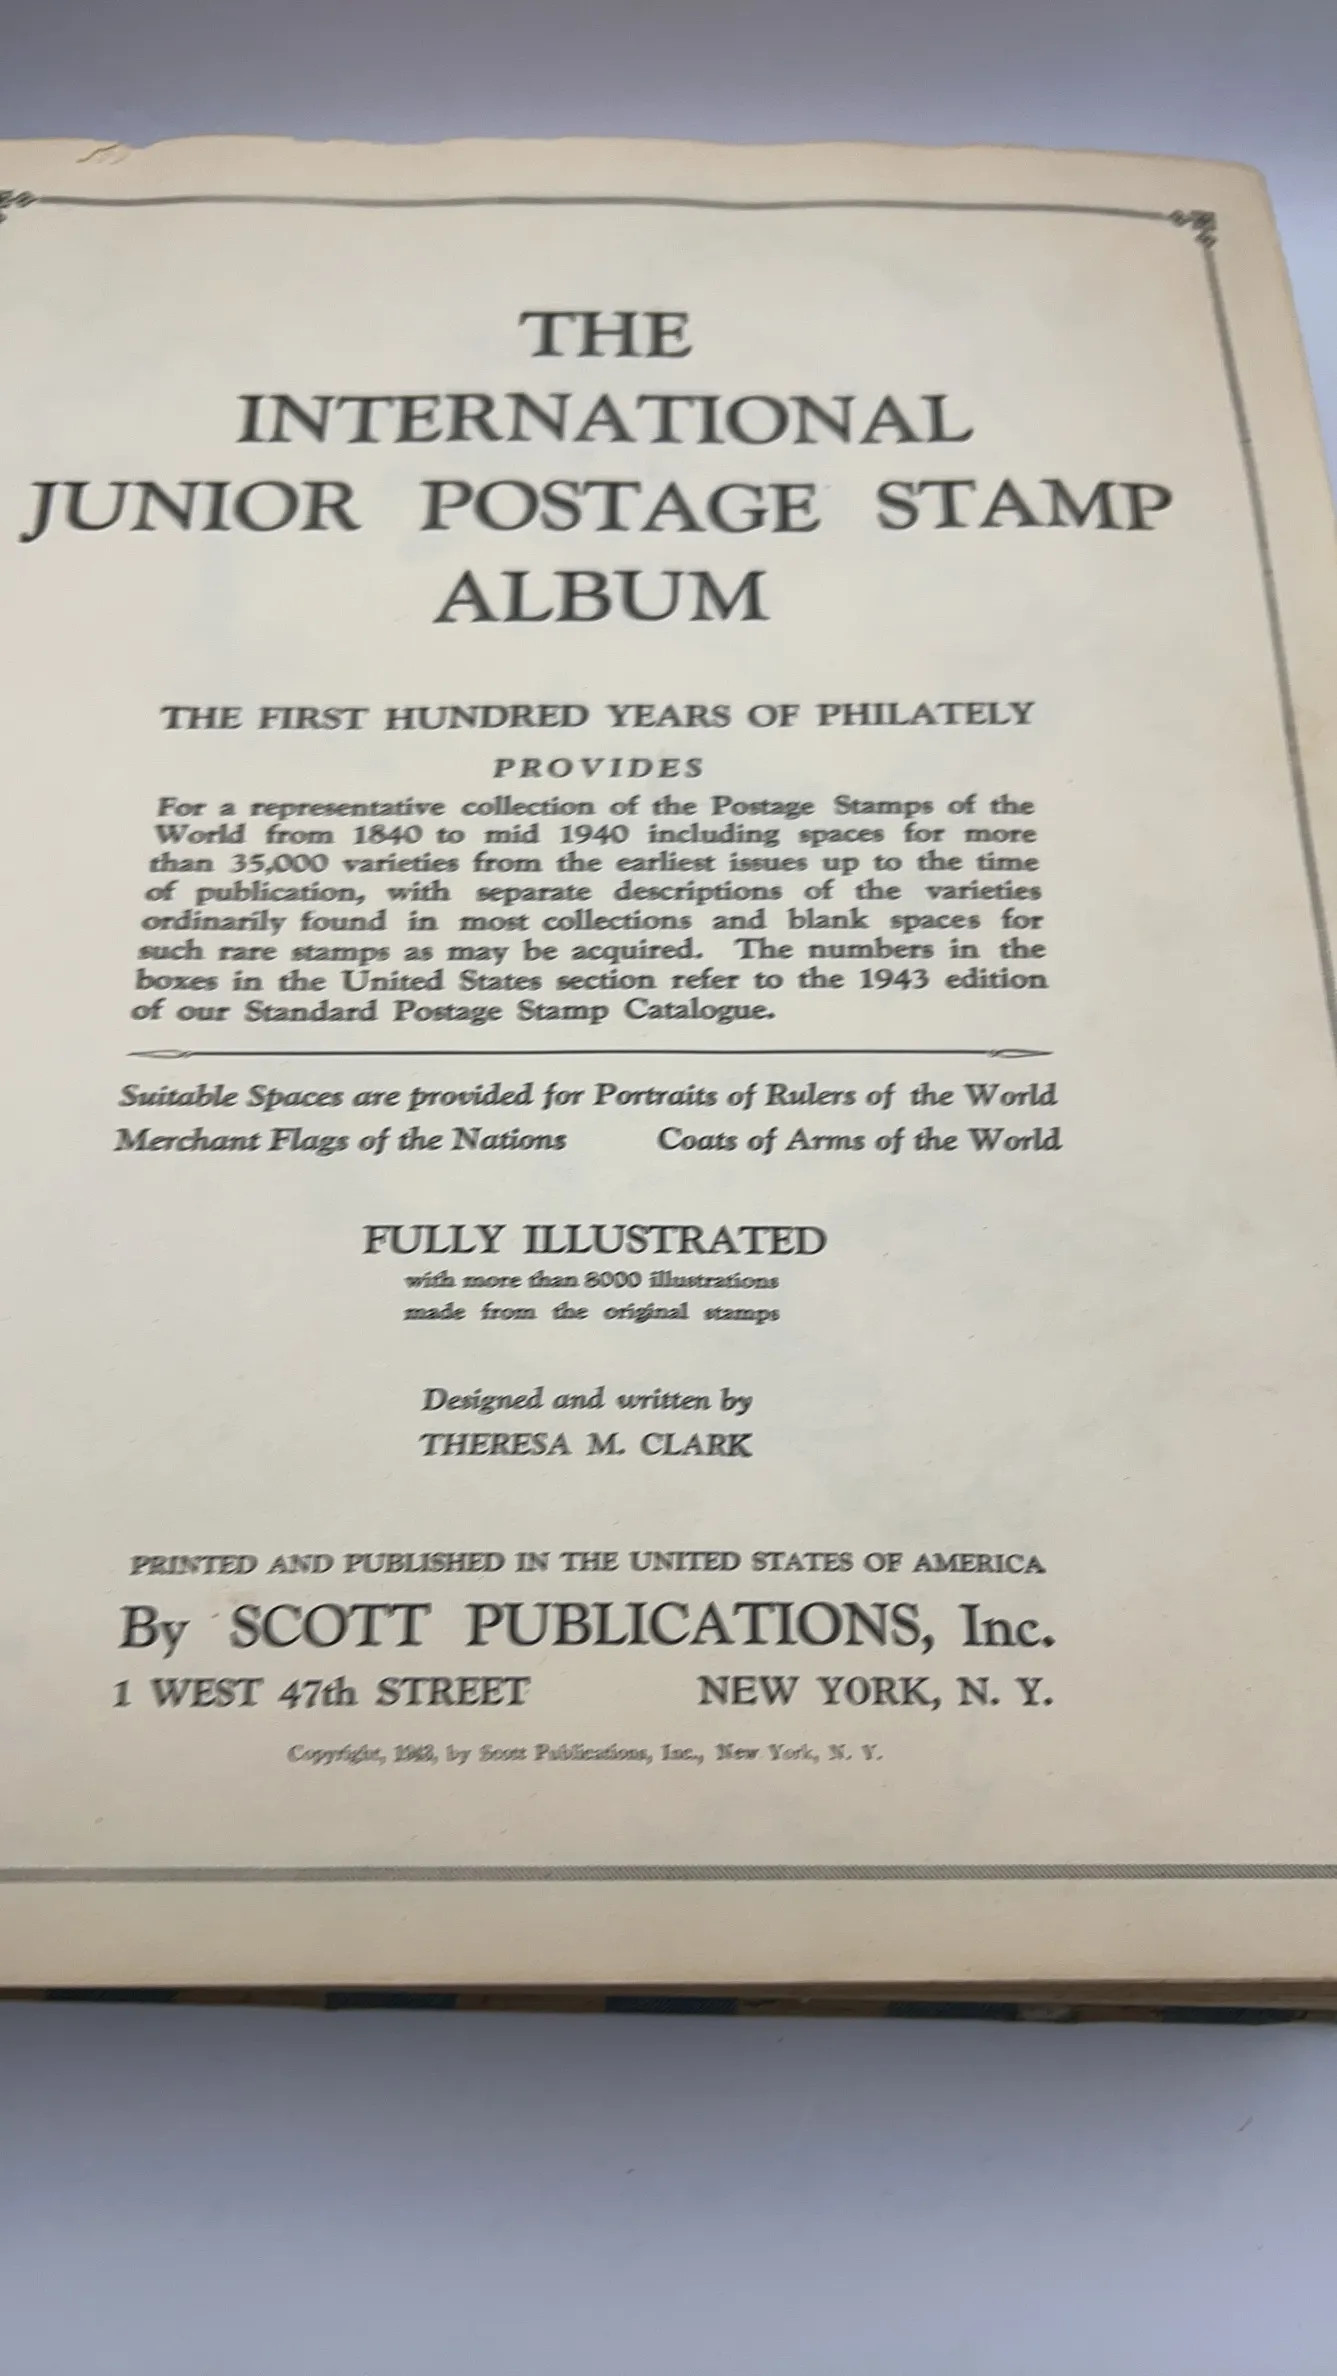 THE
INTERNATIONAL
JUNIOR POSTAGE STAMP
ALBUM
THE FIRST HUNDRED YEARS OF PHILATELY
PROVIDES
For a representative collection of the Postage Stamps of the
World from 1840 to mid 1940 including spaces for more
than 35,000 varieties from the earliest issues up to the time
of publication, with separate descriptions of the varieties
ordinarily found in most collections and blank spaces for
such rare stamps as may be acquired. The numbers in the
boxes in the United States section refer to the 1943 edition
of our Standard Postage Stamp Catalogue.
Suitable Spaces are provided for Portraits of Rulers of the World
Merchant Flags of the Nations Coats of Arms of the World
FULLY ILLUSTRATED
with more than 8000 illustrations
made from the original stamps
Designed and written by
THERESA M. CLARK
PRINTED AND PUBLISHED IN THE UNITED STATES OF AMERICA
By SCOTT PUBLICATIONS, Inc.
1 WEST 47th STREET NEW YORK, N. Y.
Copyright, by Scott Publications, Inc., New York, N. Y.